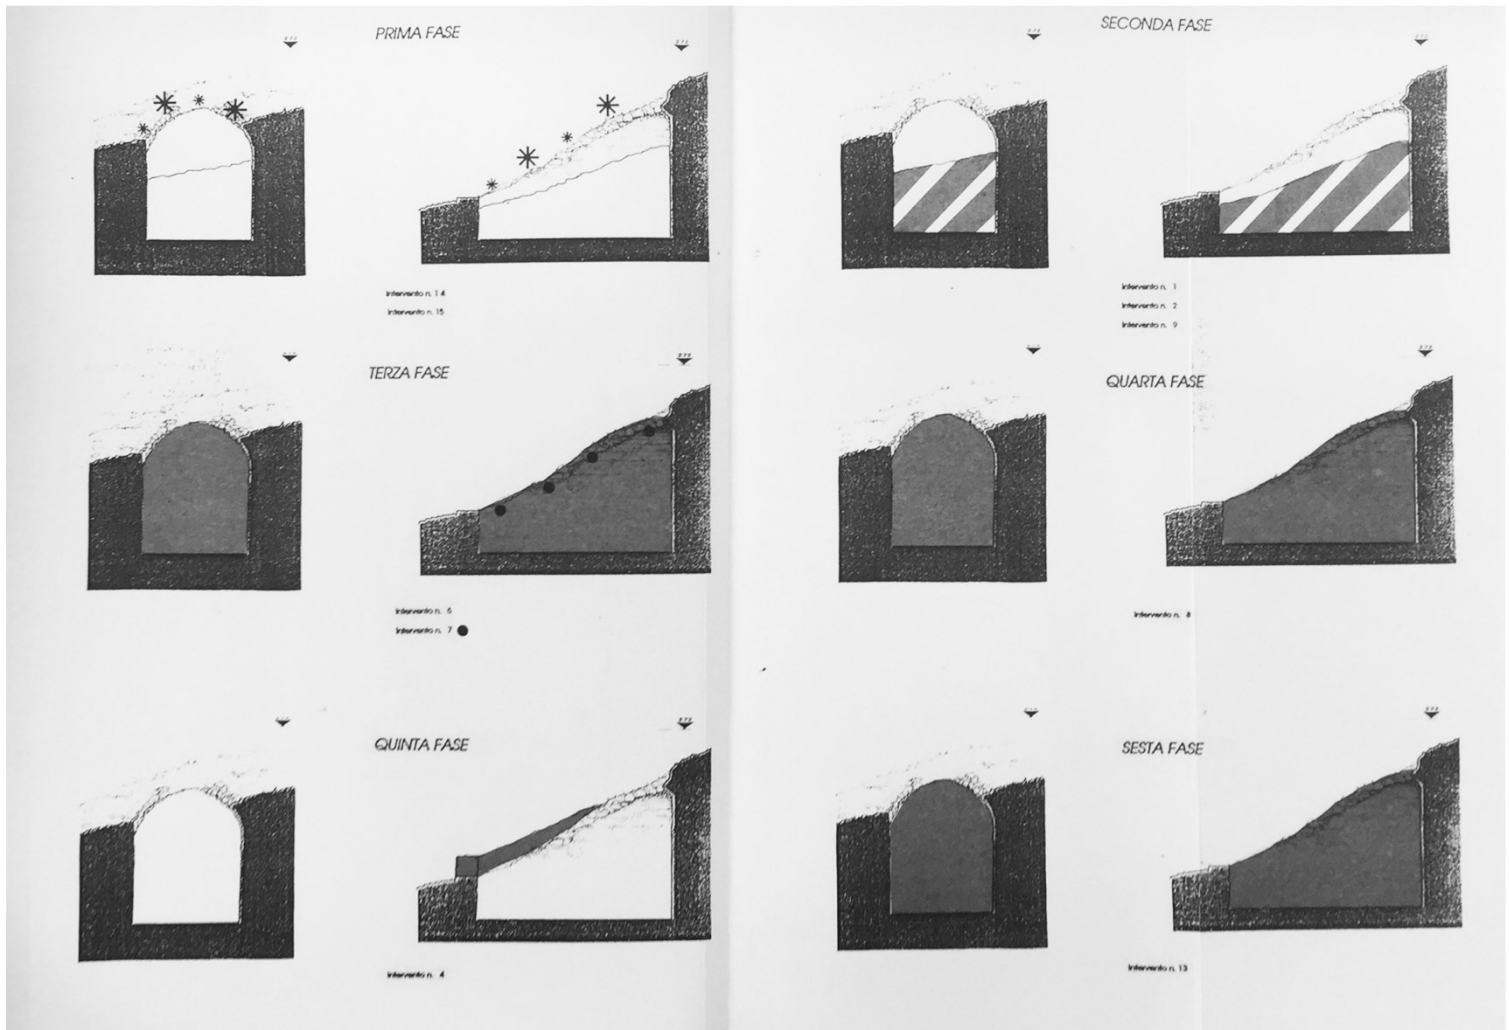 PRIMA FASE
Intervento n. 14
Intervento n. 15
SECONDA FASE
Intervento n. 1
Intervento n. 2
Intervento n. 9
TERZA FASE
Intervento n. 6
Intervento n. 7
QUARTA FASE
Intervento n. 8
QUINTA FASE
Intervento n. 4
SESTA FASE
Intervento n. 13